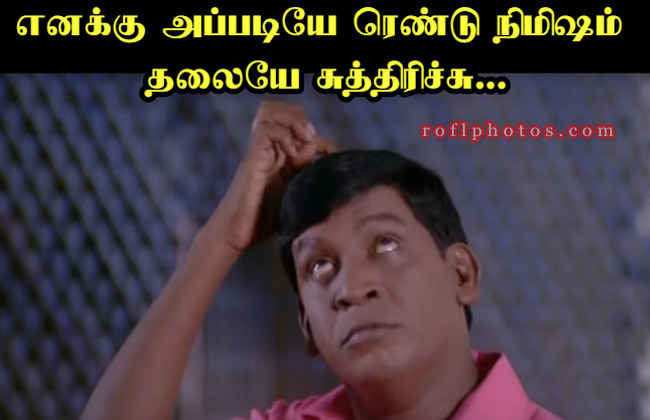 எனக்கு அப்படியே ரெண்டு நிமிஷம்
தலையே சுத்திரிச்சு...
roflphotos.com